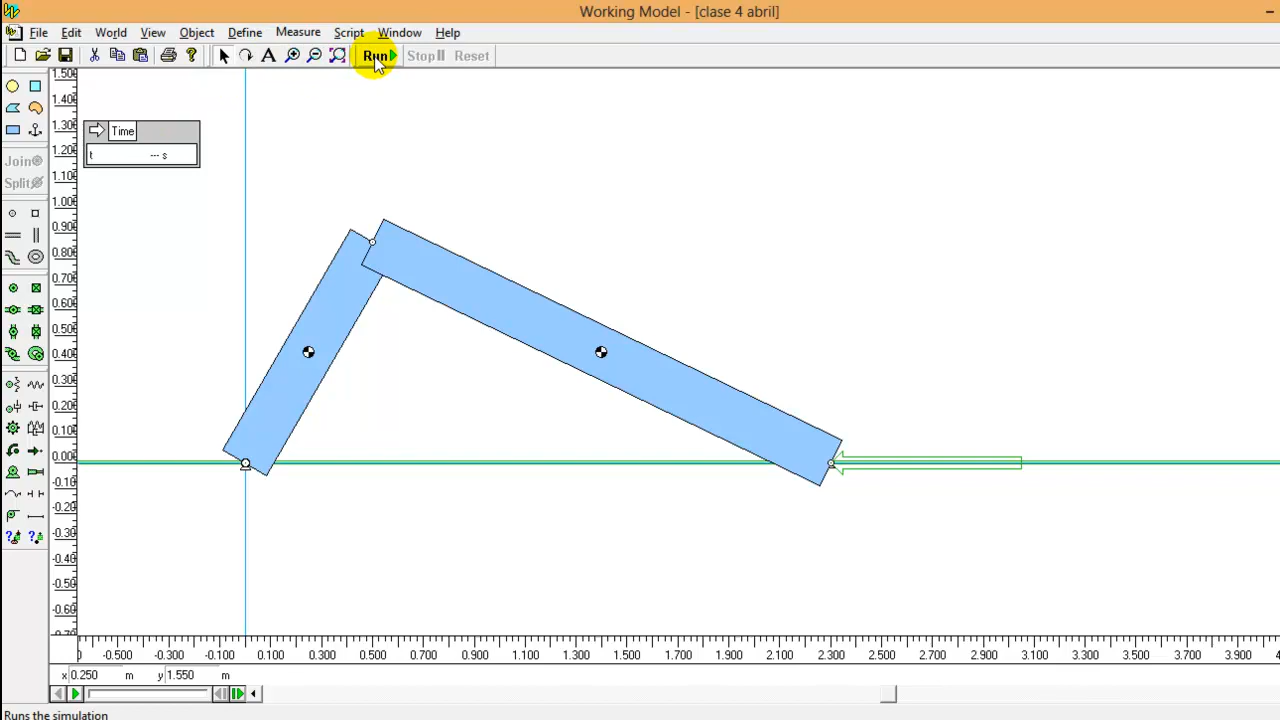 Working Model - [clase 4 abril]
File Edit World View Object Define Measure Script Window Help
A Run Stop Reset
Join
Split
Time
t --- s
1.500
1.400
1.300
1.200
1.100
1.000
0.900
0.800
0.700
0.600
0.500
0.400
0.300
0.200
0.100
0.000
-0.100
-0.200
-0.300
-0.400
-0.500
-0.600
-0.500 -0.300 -0.100 0.100 0.300 0.500 0.700 0.900 1.100 1.300 1.500 1.700 1.900 2.100 2.300 2.500 2.700 2.900 3.100 3.300 3.500 3.700 3.900
x 0.250 m y 1.550 m
Runs the simulation